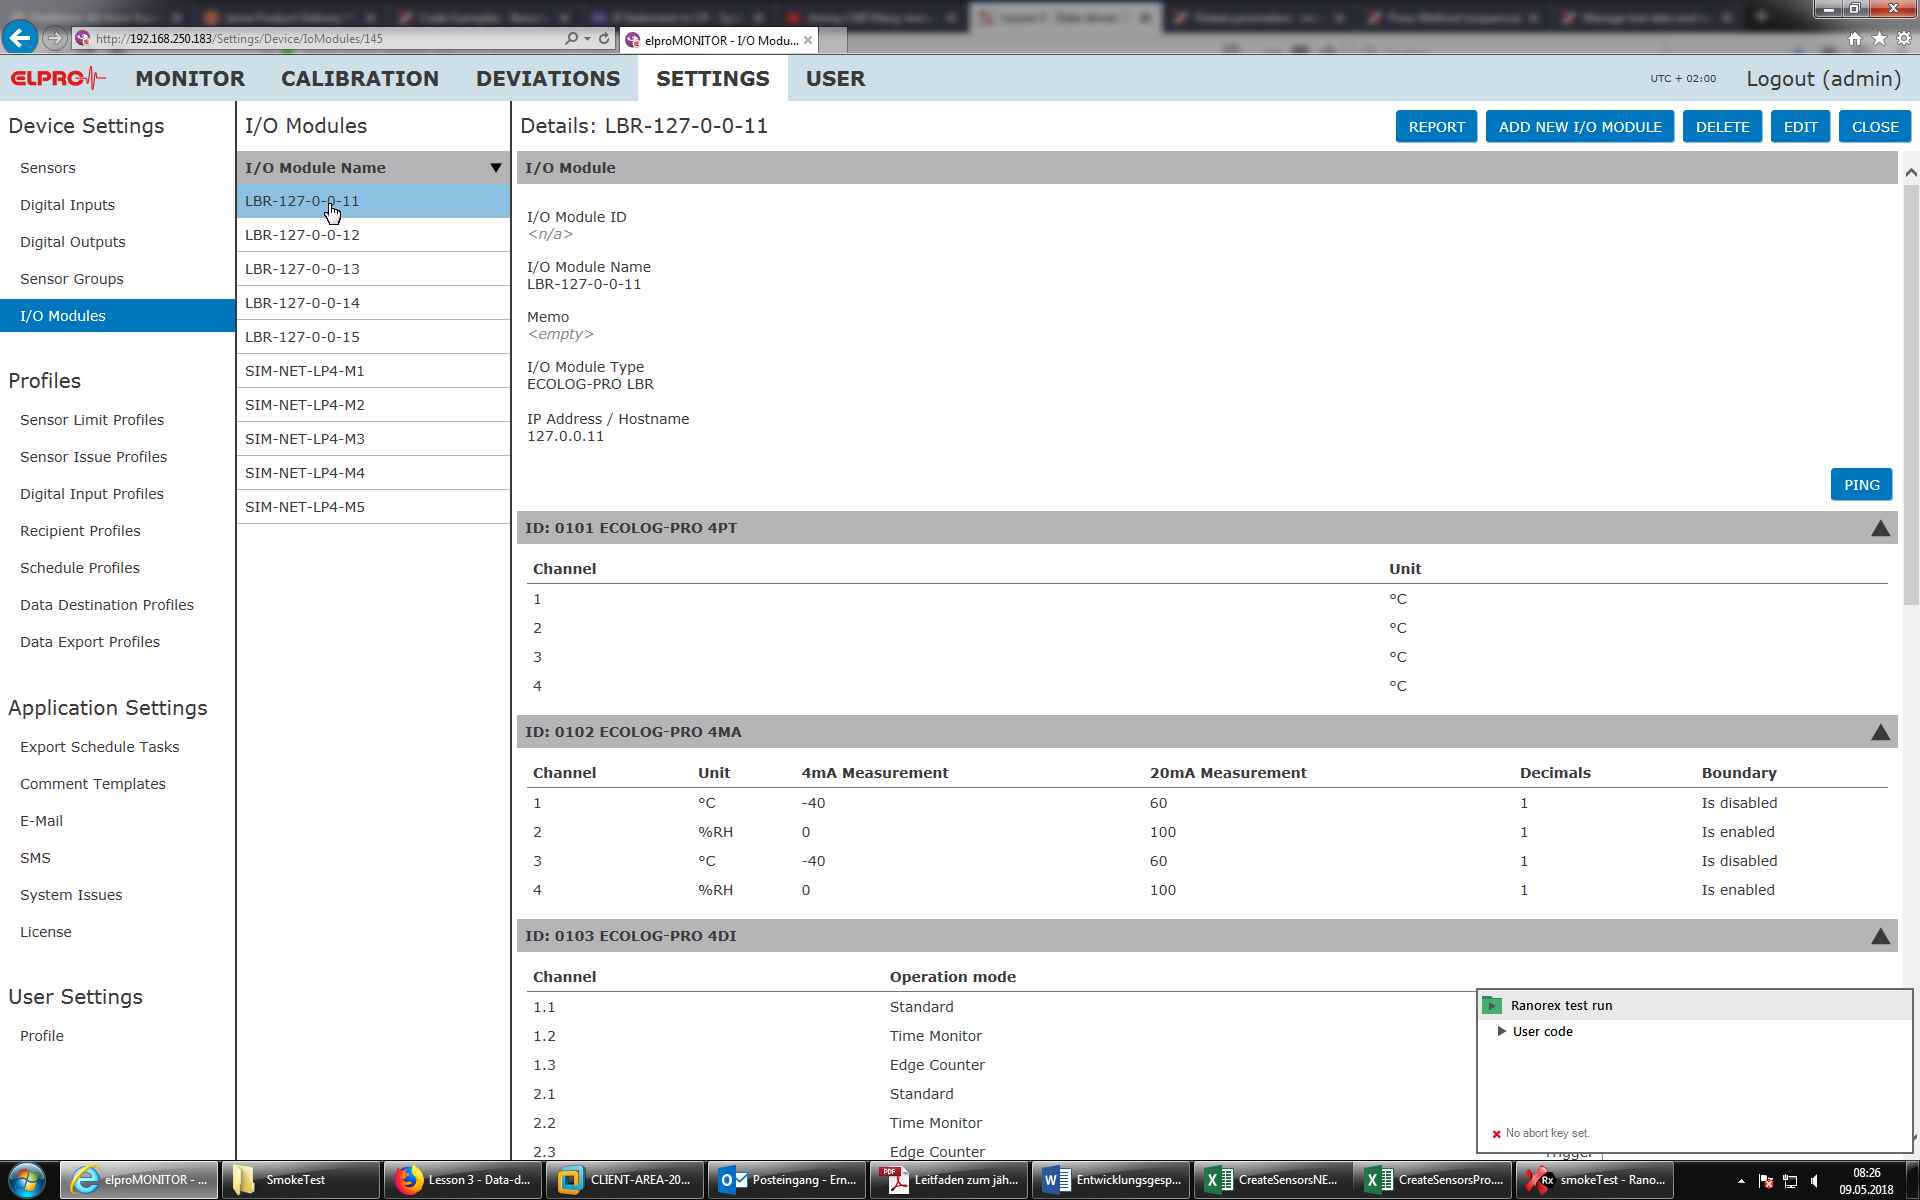 http://192.168.250.183/Settings/Device/IoModules/145
elproMONITOR - I/O Modu...
ELPRO MONITOR CALIBRATION DEVIATIONS SETTINGS USER UTC + 02:00 Logout (admin)
Device Settings
Sensors
Digital Inputs
Digital Outputs
Sensor Groups
I/O Modules
Profiles
Sensor Limit Profiles
Sensor Issue Profiles
Digital Input Profiles
Recipient Profiles
Schedule Profiles
Data Destination Profiles
Data Export Profiles
Application Settings
Export Schedule Tasks
Comment Templates
E-Mail
SMS
System Issues
License
User Settings
Profile
I/O Modules
I/O Module Name
LBR-127-0-0-11
LBR-127-0-0-12
LBR-127-0-0-13
LBR-127-0-0-14
LBR-127-0-0-15
SIM-NET-LP4-M1
SIM-NET-LP4-M2
SIM-NET-LP4-M3
SIM-NET-LP4-M4
SIM-NET-LP4-M5
Details: LBR-127-0-0-11 REPORT ADD NEW I/O MODULE DELETE EDIT CLOSE
I/O Module
I/O Module ID
<n/a>
I/O Module Name
LBR-127-0-0-11
Memo
<empty>
I/O Module Type
ECOLOG-PRO LBR
IP Address / Hostname
127.0.0.11
PING
ID: 0101 ECOLOG-PRO 4PT
Channel Unit
1 °C
2 °C
3 °C
4 °C
ID: 0102 ECOLOG-PRO 4MA
Channel Unit 4mA Measurement 20mA Measurement Decimals Boundary
1 °C -40 60 1 Is disabled
2 %RH 0 100 1 Is enabled
3 °C -40 60 1 Is disabled
4 %RH 0 100 1 Is enabled
ID: 0103 ECOLOG-PRO 4DI
Channel Operation mode
1.1 Standard
1.2 Time Monitor
1.3 Edge Counter
2.1 Standard
2.2 Time Monitor
2.3 Edge Counter
Ranorex test run
User code
No abort key set.
elproMONITOR - ...
SmokeTest
Lesson 3 - Data-d...
CLIENT-AREA-20...
Posteingang - Ern...
Leitfaden zum jäh...
Entwicklungsgesp...
CreateSensorsNE...
CreateSensorsPro...
smokeTest - Rano...
08:26
09.05.2018